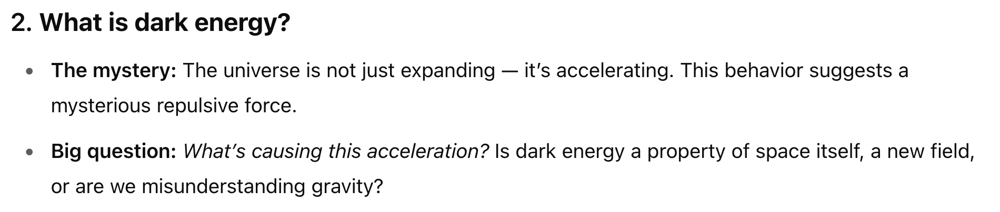 2. What is dark energy?
• The mystery: The universe is not just expanding — it’s accelerating. This behavior suggests a
mysterious repulsive force.
• Big question: What’s causing this acceleration? Is dark energy a property of space itself, a new field,
or are we misunderstanding gravity?